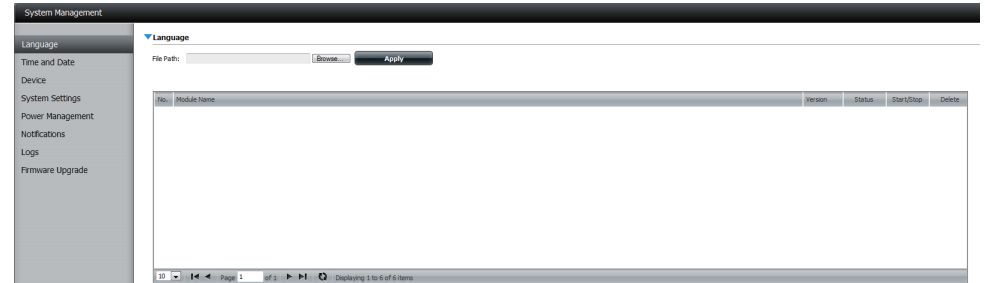 System Management
Language
Time and Date
Device
System Settings
Power Management
Notifications
Logs
Firmware Upgrade
Language
File Path: Browse... Apply
No. Module Name Version Status Start/Stop Delete
10 Page 1 of 1 Displaying 1 to 6 of 6 items